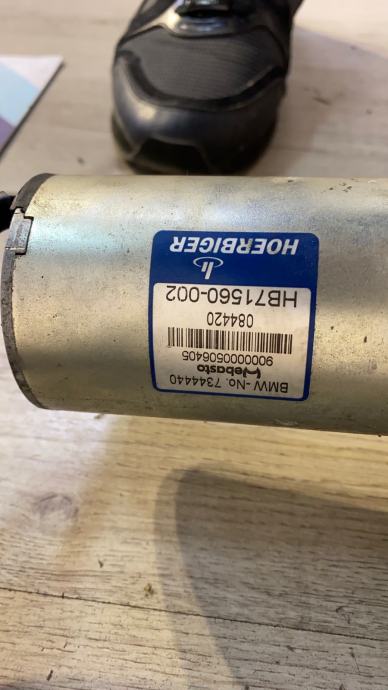 HOERBIGER
HB71560-002
084420
9000000506405
Webasto
BMW -No. 7344440